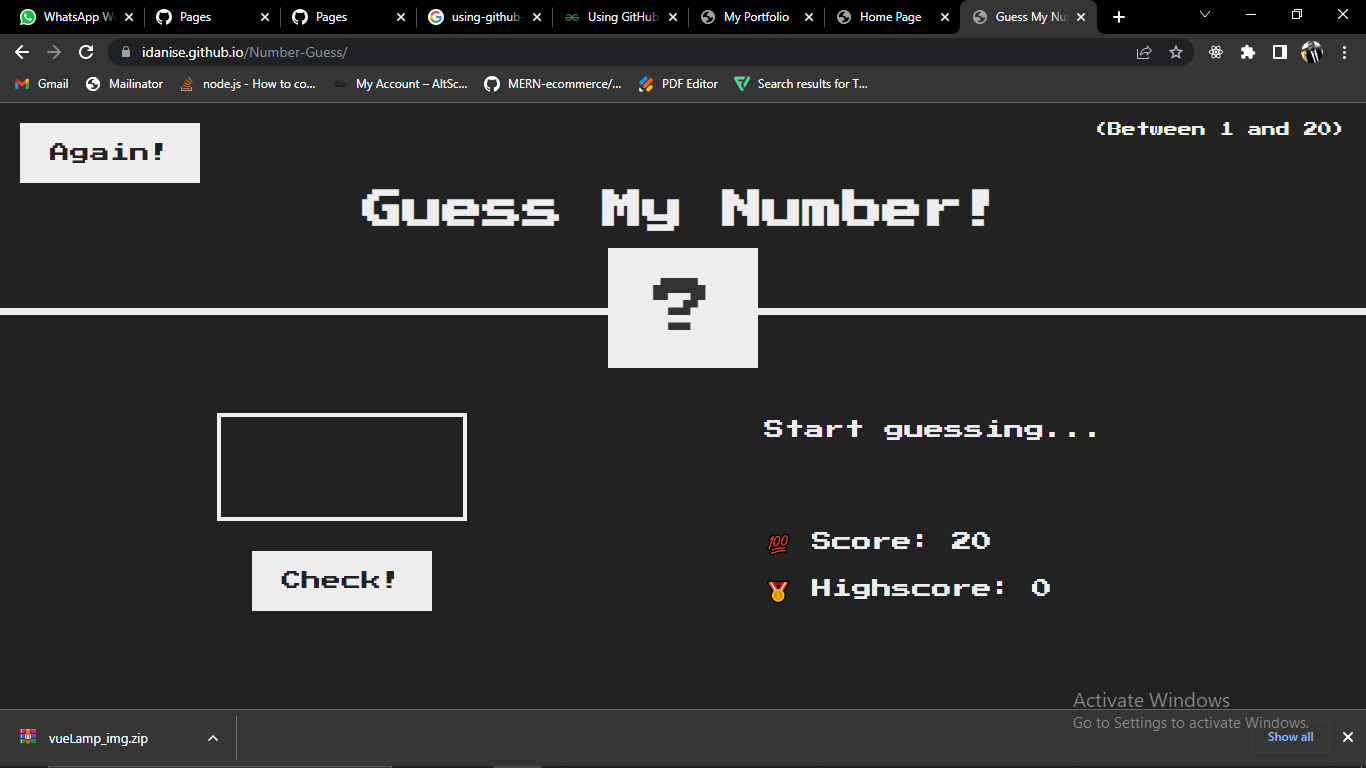 WhatsApp W
Pages
Pages
using-github-
Using GitHub
My Portfolio
Home Page
Guess My Nu
idanise.github.io/Number-Guess/
Gmail
Mailinator
node.js - How to co...
My Account – AltSc...
MERN-ecommerce/...
PDF Editor
Search results for T...
Again!
(Between 1 and 20)
Guess My Number!
?
Start guessing...
Check!
💯 Score: 20
🥇 Highscore: 0
Activate Windows
Go to Settings to activate Windows.
vueLamp_img.zip
Show all